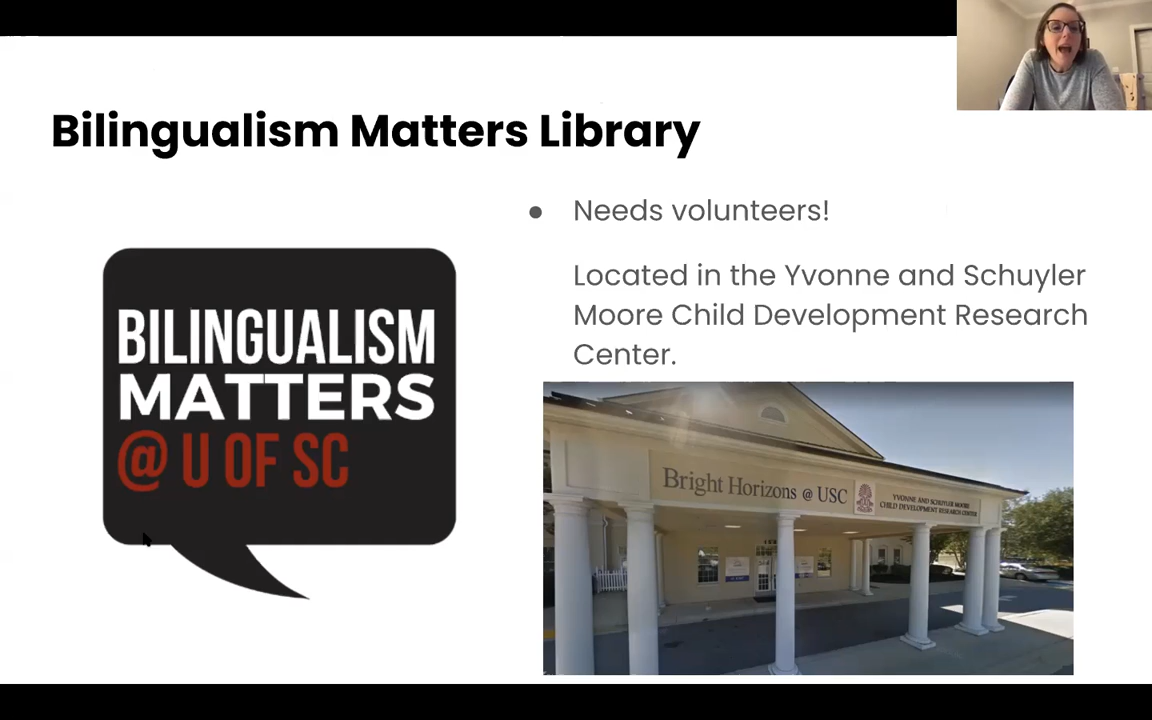 Bilingualism Matters Library
BILINGUALISM
MATTERS
@ U OF SC
● Needs volunteers!
Located in the Yvonne and Schuyler
Moore Child Development Research
Center.
Bright Horizons @ USC
YVONNE AND SCHUYLER MOORE
CHILD DEVELOPMENT RESEARCH CENTER